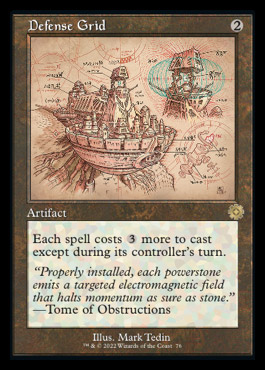 Defense Grid 2
Artifact
Each spell costs 3 more to cast
except during its controller's turn.
"Properly installed, each powerstone
emits a targeted electromagnetic field
that halts momentum as sure as stone."
—Tome of Obstructions
Illus. Mark Tedin
™ & © 2022 Wizards of the Coast 76